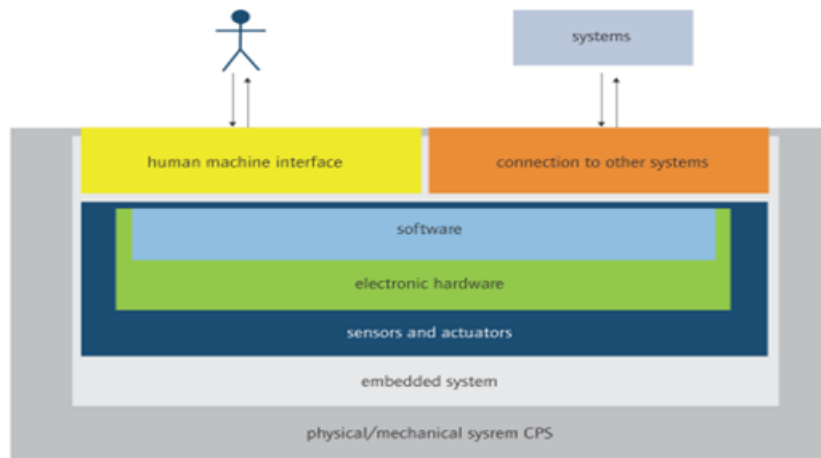 systems
human machine interface
connection to other systems
software
electronic hardware
sensors and actuators
embedded system
physical/mechanical sysrem CPS